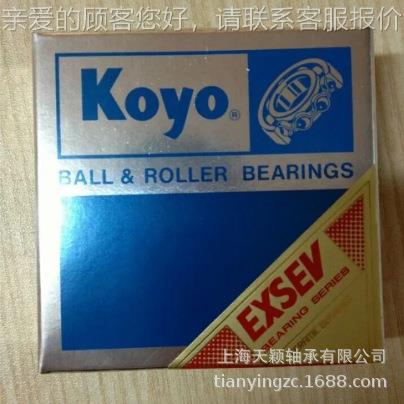 亲爱的顾客您好，请联系客服报价
Koyo®
BALL & ROLLER BEARINGS
EXSEV
BEARING SERIES
上海天颖轴承有限公司
tianyingzc.1688.com